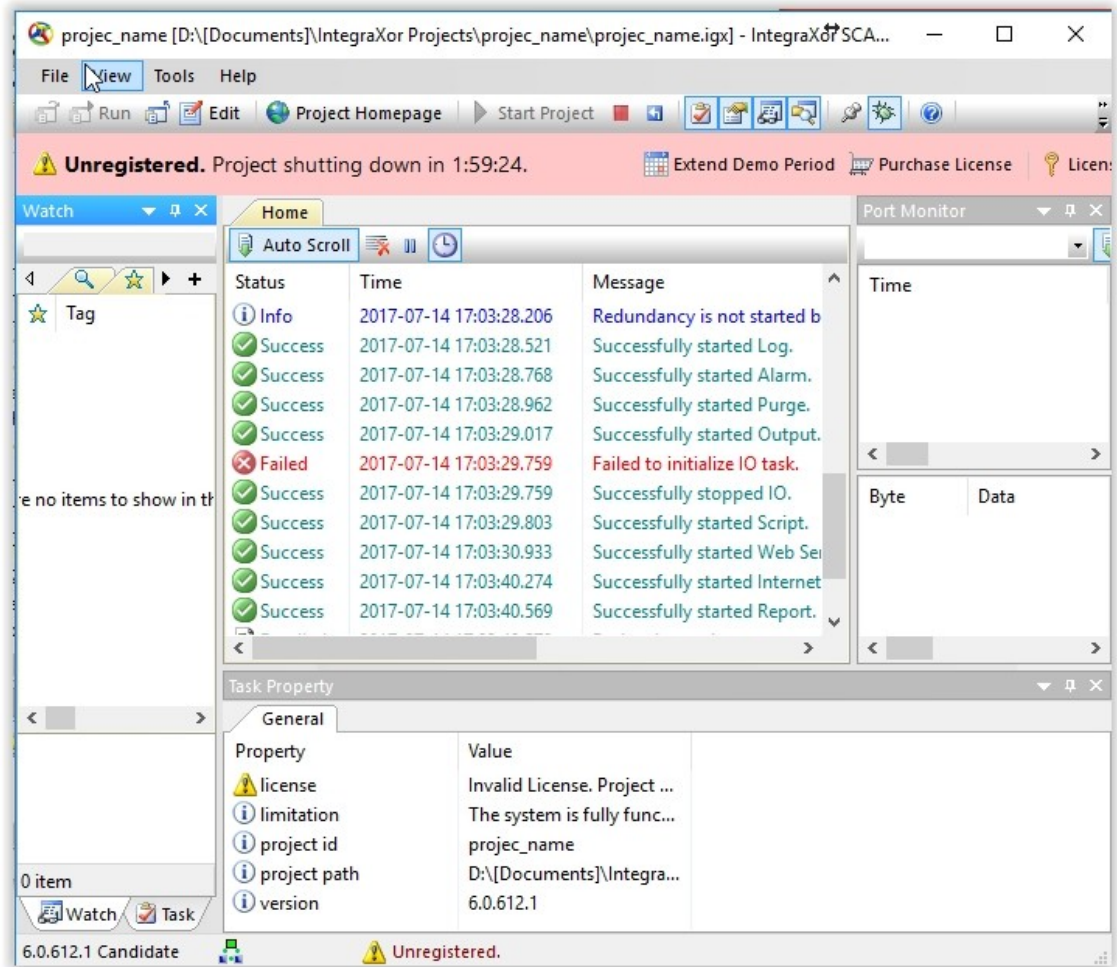 projec_name [D:\[Documents]\IntegraXor Projects\projec_name\projec_name.igx] - IntegraXor SCA...
File View Tools Help
Run Edit Project Homepage Start Project
Unregistered. Project shutting down in 1:59:24. Extend Demo Period Purchase License Licen
Watch
Home
Port Monitor
Auto Scroll
Status Time Message
Time
Tag
Info 2017-07-14 17:03:28.206 Redundancy is not started b
Success 2017-07-14 17:03:28.521 Successfully started Log.
Success 2017-07-14 17:03:28.768 Successfully started Alarm.
Success 2017-07-14 17:03:28.962 Successfully started Purge.
Success 2017-07-14 17:03:29.017 Successfully started Output.
Failed 2017-07-14 17:03:29.759 Failed to initialize IO task.
Success 2017-07-14 17:03:29.759 Successfully stopped IO.
Success 2017-07-14 17:03:29.803 Successfully started Script.
Success 2017-07-14 17:03:30.933 Successfully started Web Se
Success 2017-07-14 17:03:40.274 Successfully started Internet
Success 2017-07-14 17:03:40.569 Successfully started Report.
re no items to show in th
Byte Data
Task Property
General
Property Value
license Invalid License. Project ...
limitation The system is fully func...
project id projec_name
project path D:\[Documents]\Integra...
version 6.0.612.1
0 item
Watch Task
6.0.612.1 Candidate Unregistered.